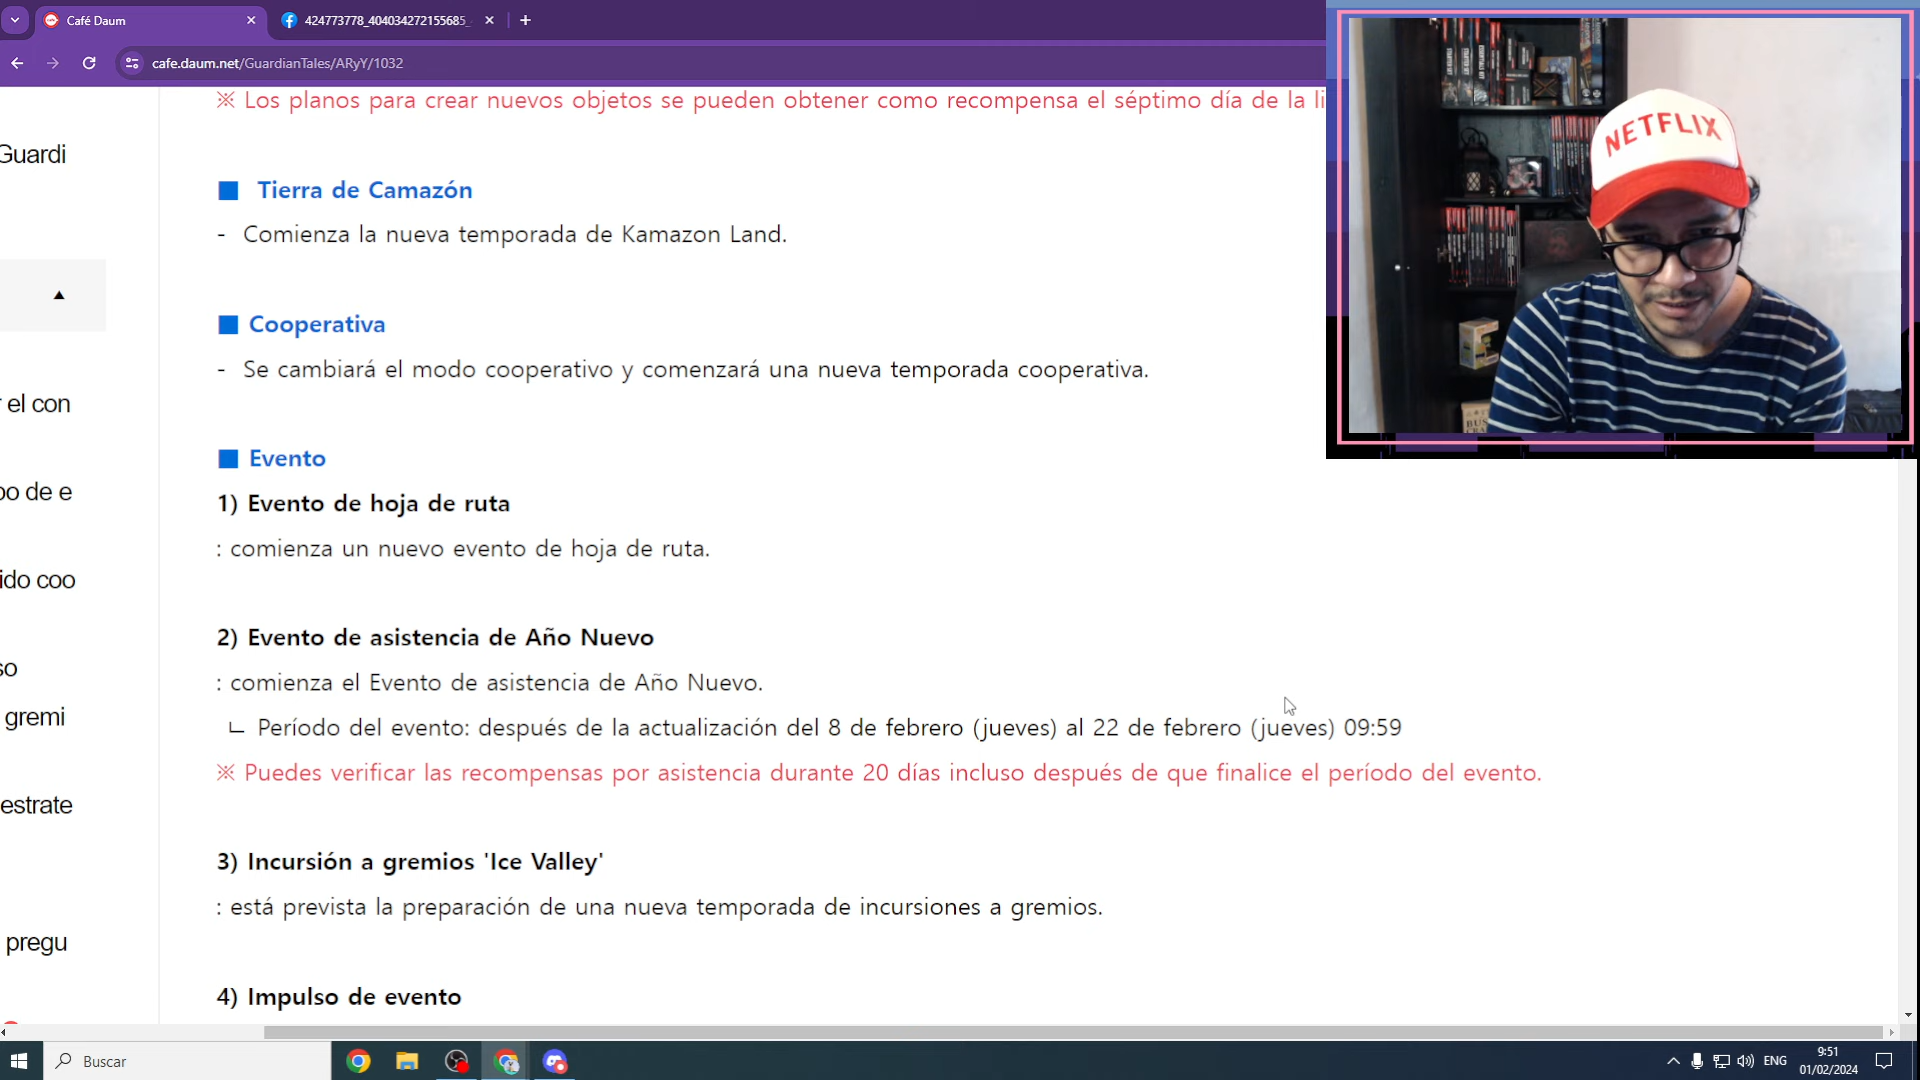 Café Daum
424773778_404034272155685_
cafe.daum.net/GuardianTales/ARyY/1032
※ Los planos para crear nuevos objetos se pueden obtener como recompensa el séptimo día de la li
NETFLIX
Guardi
■ Tierra de Camazón
- Comienza la nueva temporada de Kamazon Land.
▲
■ Cooperativa
- Se cambiará el modo cooperativo y comenzará una nueva temporada cooperativa.
el con
■ Evento
1) Evento de hoja de ruta
oo de e
: comienza un nuevo evento de hoja de ruta.
ido coo
2) Evento de asistencia de Año Nuevo
so
: comienza el Evento de asistencia de Año Nuevo.
gremi
ㄴ Período del evento: después de la actualización del 8 de febrero (jueves) al 22 de febrero (jueves) 09:59
※ Puedes verificar las recompensas por asistencia durante 20 días incluso después de que finalice el período del evento.
estrate
3) Incursión a gremios 'Ice Valley'
: está prevista la preparación de una nueva temporada de incursiones a gremios.
pregu
4) Impulso de evento
Buscar
ENG
9:51
01/02/2024